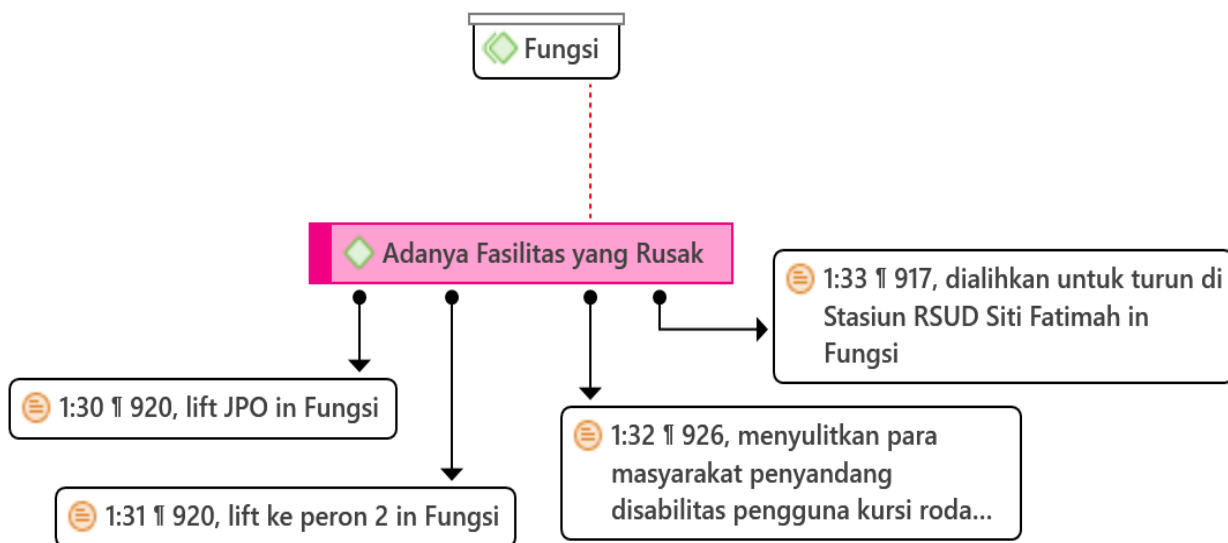 Fungsi
Adanya Fasilitas yang Rusak
1:33 ¶ 917, dialihkan untuk turun di
Stasiun RSUD Siti Fatimah in
Fungsi
1:30 ¶ 920, lift JPO in Fungsi
1:32 ¶ 926, menyulitkan para
masyarakat penyandang
disabilitas pengguna kursi roda...
1:31 ¶ 920, lift ke peron 2 in Fungsi